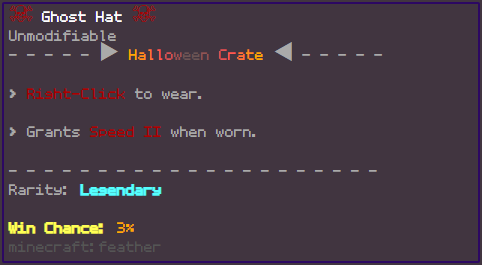 Ghost Hat
Unmodifiable
- - - - - ▶ Halloween Crate ◀ - - - - -
> Right-Click to wear.
> Grants Speed II when worn.
- - - - - - - - - - - - - - - - - - - - - -
Rarity: Legendary
Win Chance: 3%
minecraft:feather